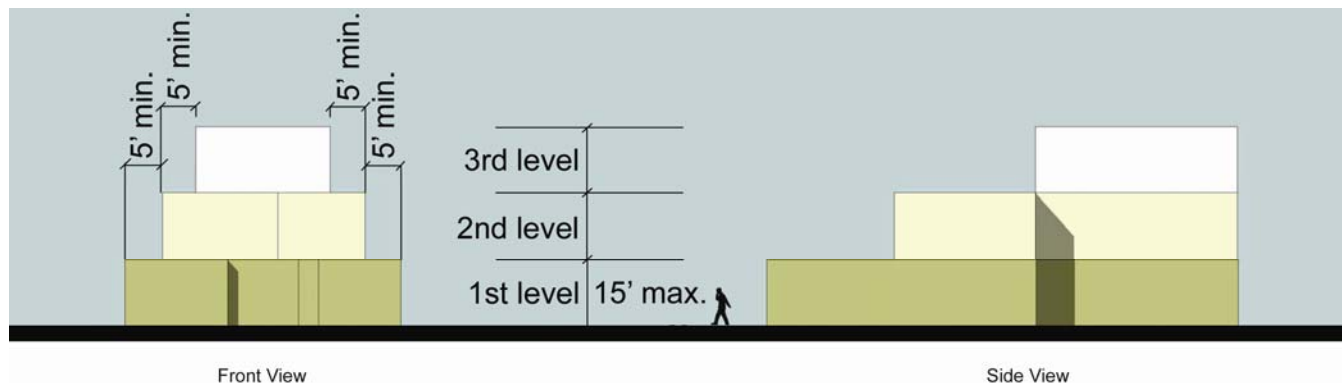 5’ min.
5’ min.
5’ min.
5’ min.
3rd level
2nd level
1st level 15’ max.
Front View
Side View